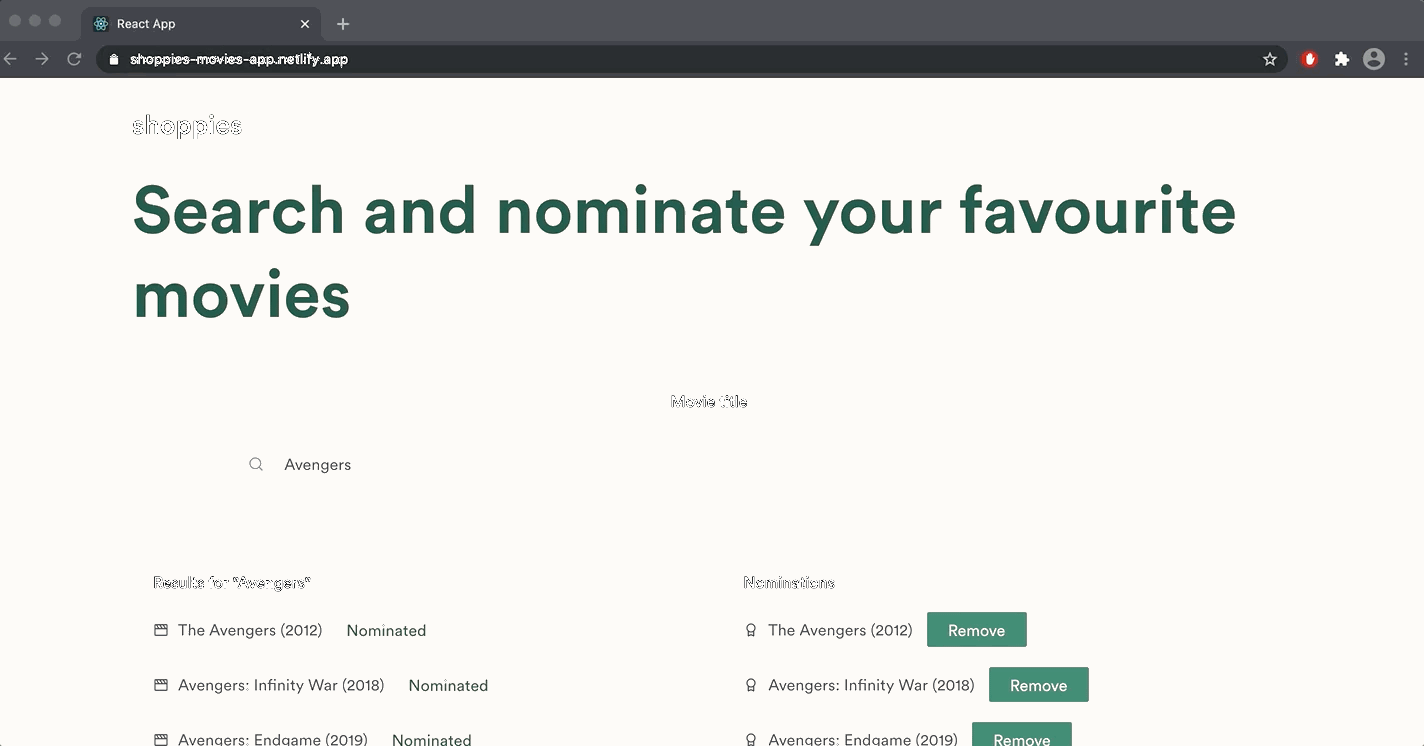 React App
shoppies-movies-app.netlify.app
shoppies
Search and nominate your favourite
movies
Movie title
Avengers
Results for "Avengers"
Nominations
The Avengers (2012) Nominated
The Avengers (2012) Remove
Avengers: Infinity War (2018) Nominated
Avengers: Infinity War (2018) Remove
Avengers: Endgame (2019) Nominated
Avengers: Endgame (2019) Remove